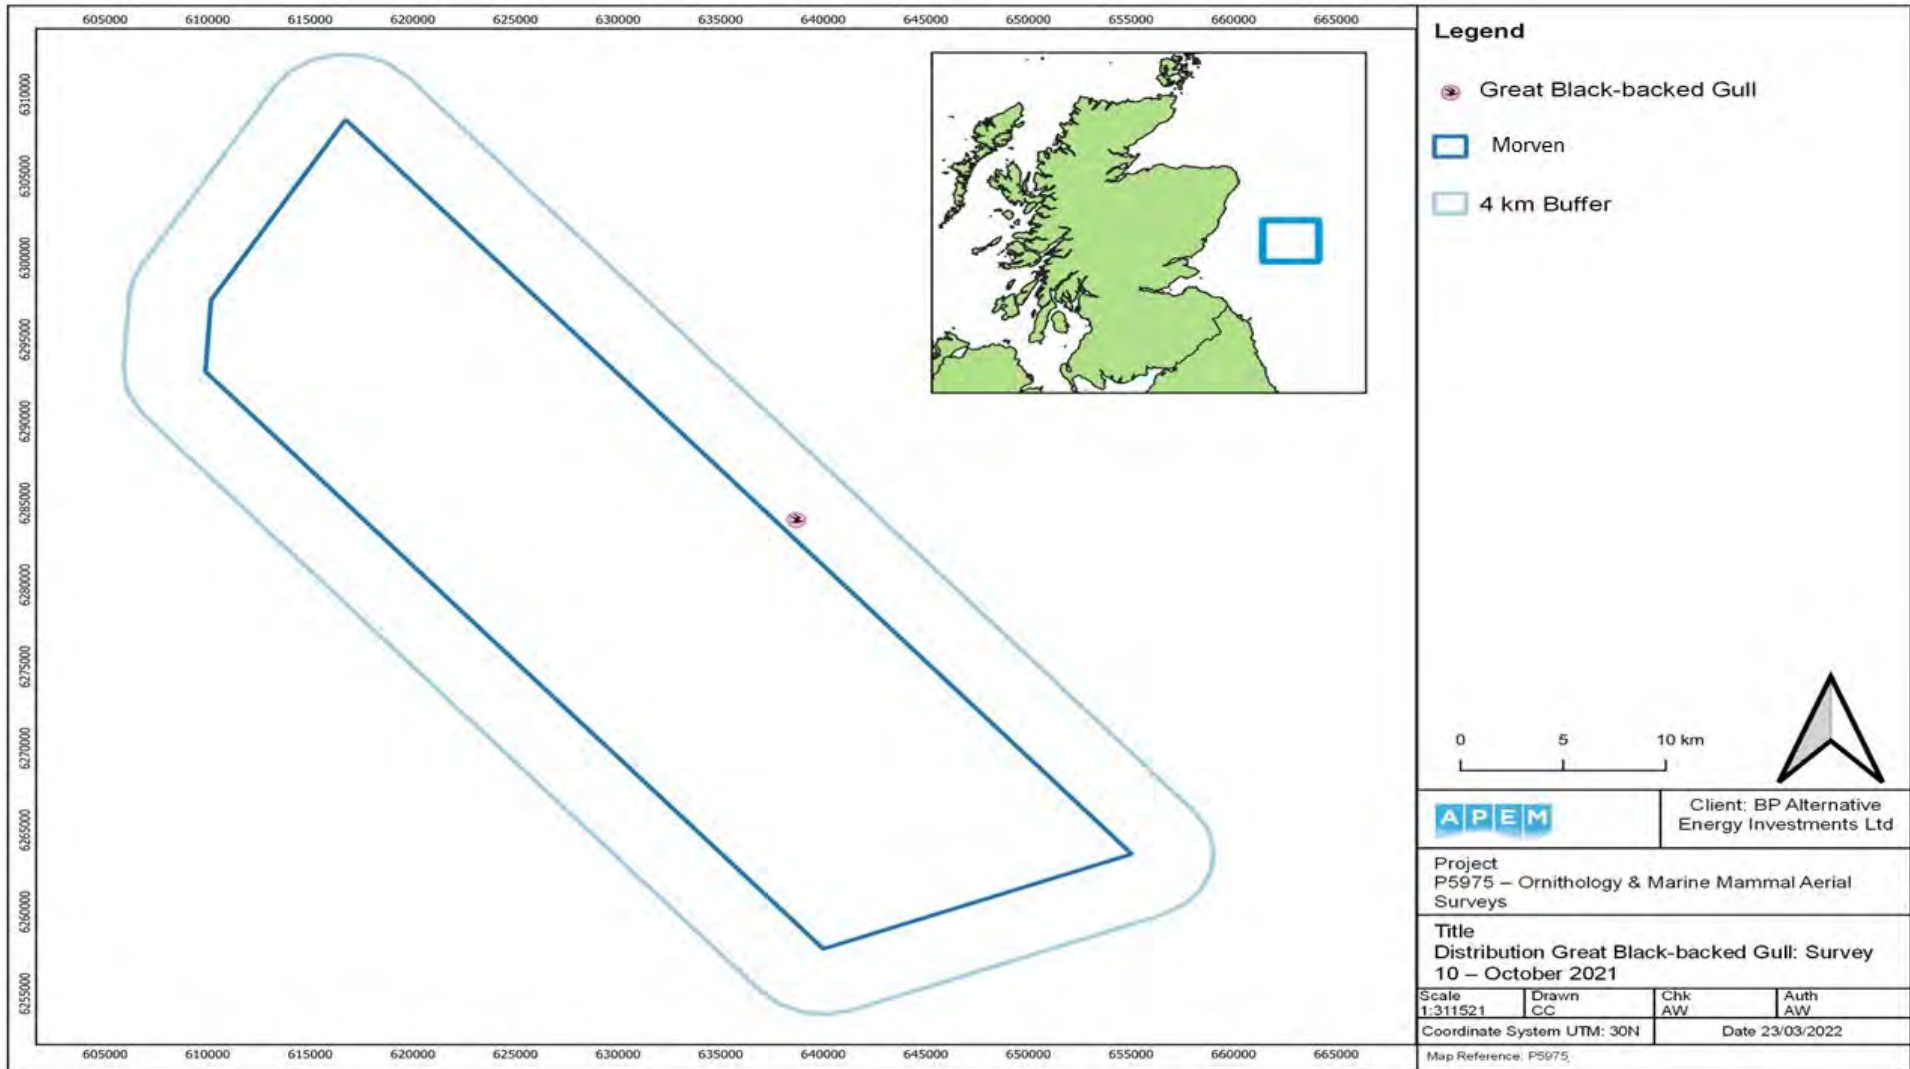 605000 610000 615000 620000 625000 630000 635000 640000 645000 650000 655000 660000 665000
6310000
6305000
6300000
6295000
6290000
6285000
6280000
6275000
6270000
6265000
6260000
6255000
605000 610000 615000 620000 625000 630000 635000 640000 645000 650000 655000 660000 665000
Legend
Great Black-backed Gull
Morven
4 km Buffer
0 5 10 km
APEM
Client: BP Alternative
Energy Investments Ltd
Project
P5975 – Ornithology & Marine Mammal Aerial
Surveys
Title
Distribution Great Black-backed Gull: Survey
10 – October 2021
Scale
1:311521
Drawn
CC
Chk
AW
Auth
AW
Coordinate System UTM: 30N
Date 23/03/2022
Map Reference: P5975